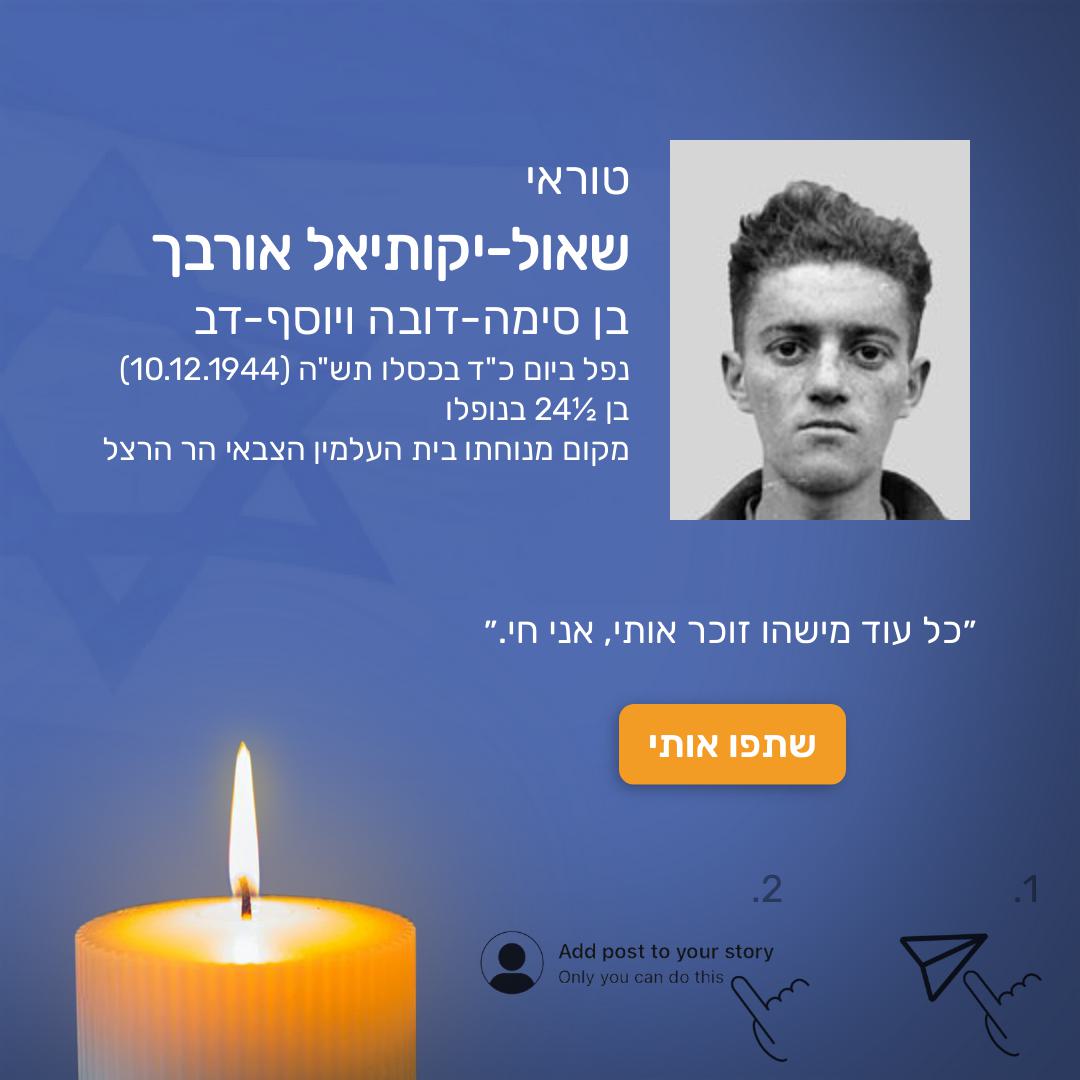 טוראי
שאול-יקותיאל אורבך
בן סימה-דובה ויוסף-דב
נפל ביום כ"ד בכסלו תש"ה (10.12.1944)
בן 24½ בנופלו
מקום מנוחתו בית העלמין הצבאי הר הרצל
״כל עוד מישהו זוכר אותי, אני חי.״
שתפו אותי
1.
2.
Add post to your story
Only you can do this